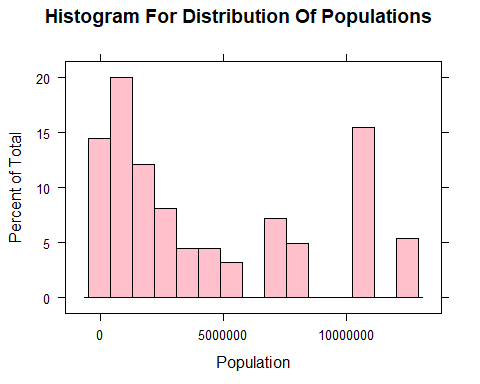 Histogram For Distribution Of Populations
Percent of Total
20
15
10
5
0
0 5000000 10000000
Population